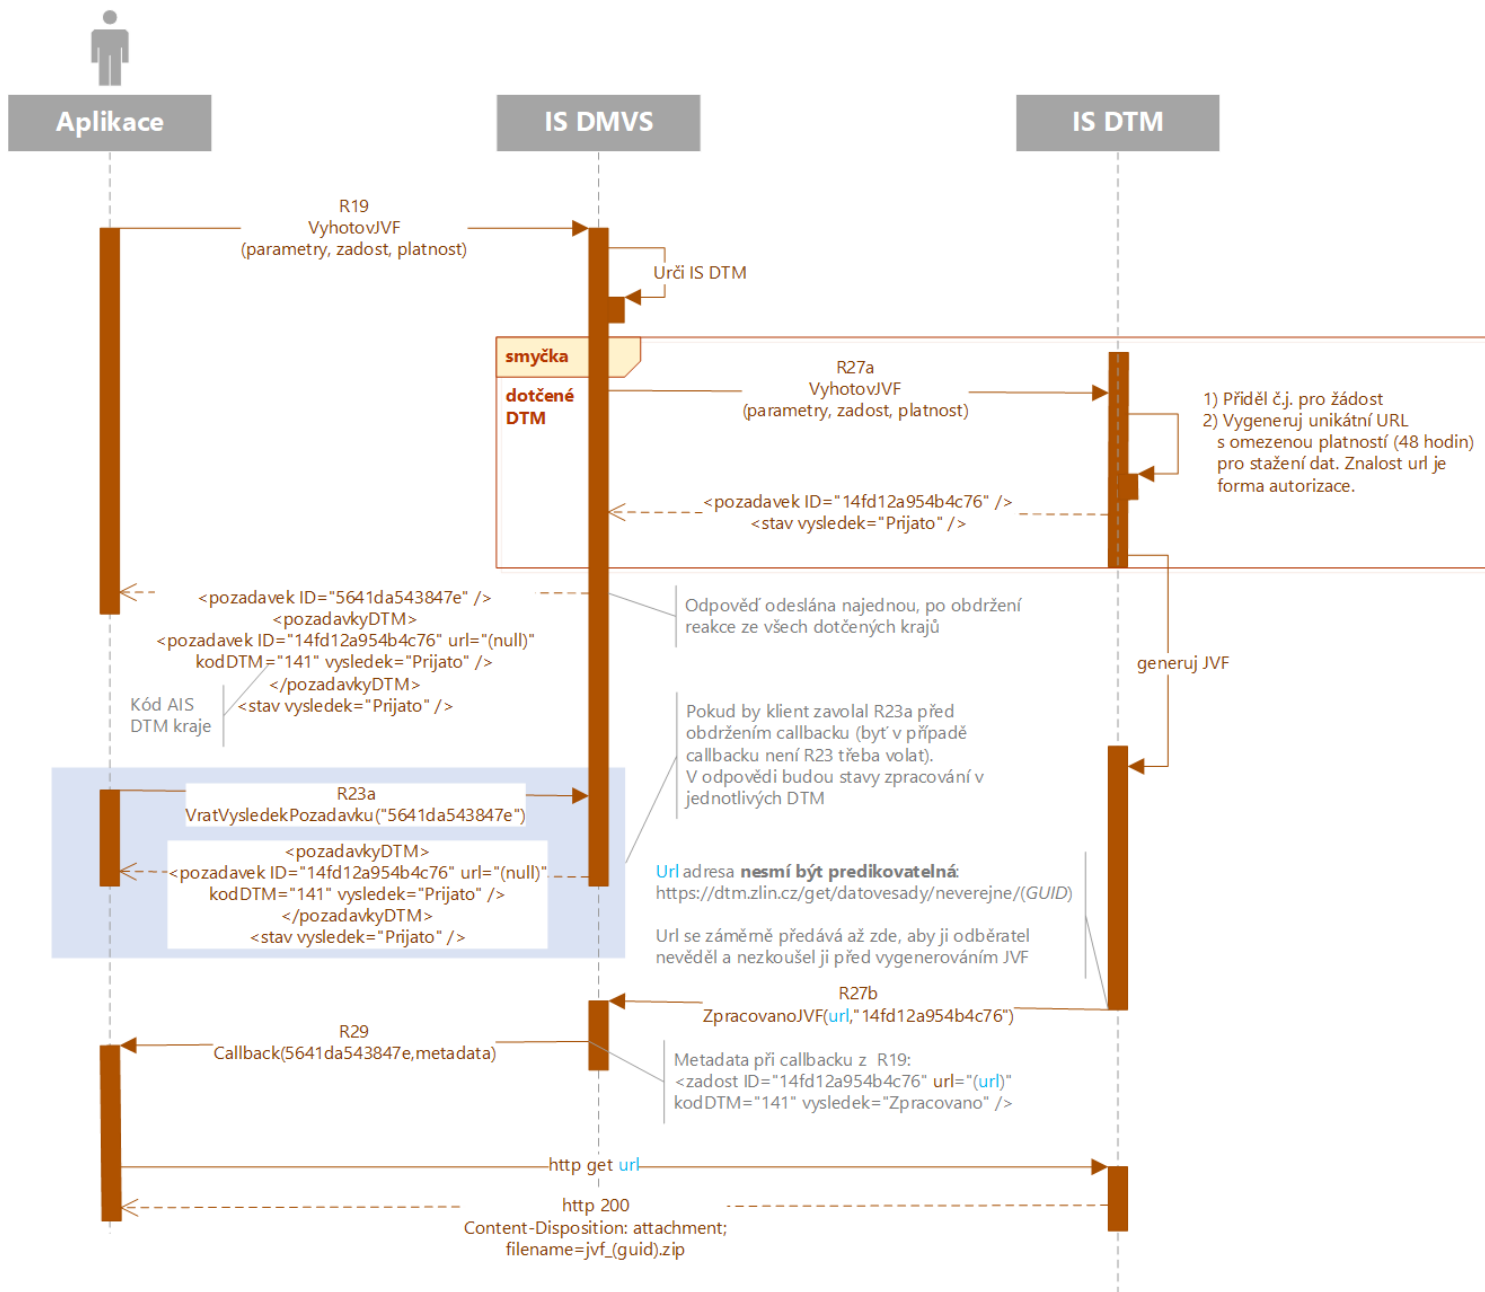 Aplikace
IS DMVS
IS DTM
R19
VyhotovJVF
(parametry, zadost, platnost)
Urči IS DTM
smyčka
dotčené
DTM
R27a
VyhotovJVF
(parametry, zadost, platnost)
1) Přiděl č.j. pro žádost
2) Vygeneruj unikátní URL
s omezenou platností (48 hodin)
pro stažení dat. Znalost url je
forma autorizace.
<pozadavek ID="14fd12a954b4c76" />
<stav vysledek="Prijato" />
<pozadavek ID="5641da543847e" />
<pozadavkyDTM>
<pozadavek ID="14fd12a954b4c76" url="(null)"
kodDTM="141" vysledek="Prijato" />
</pozadavkyDTM>
<stav vysledek="Prijato" />
Odpověď odeslána najednou, po obdržení
reakce ze všech dotčených krajů
generuj JVF
Kód AIS
DTM kraje
Pokud by klient zavolal R23a před
obdržením callbacku (byť v případě
callbacku není R23 třeba volat).
V odpovědi budou stavy zpracování v
jednotlivých DTM
R23a
VratVysledekPozadavku("5641da543847e")
<pozadavkyDTM>
<pozadavek ID="14fd12a954b4c76" url="(null)"
kodDTM="141" vysledek="Prijato" />
</pozadavkyDTM>
<stav vysledek="Prijato" />
Url adresa nesmí být predikovatelná:
https://dtm.zlin.cz/get/datovesady/neverejne/(GUID)
Url se záměrně předává až zde, aby ji odběratel
nevěděl a nezkoušel ji před vygenerováním JVF
R27b
ZpracovanoJVF(url,"14fd12a954b4c76")
R29
Callback(5641da543847e,metadata)
Metadata při callbacku z  R19:
<zadost ID="14fd12a954b4c76" url="(url)"
kodDTM="141" vysledek="Zpracovano" />
http get url
http 200
Content-Disposition: attachment;
filename=jvf_(guid).zip